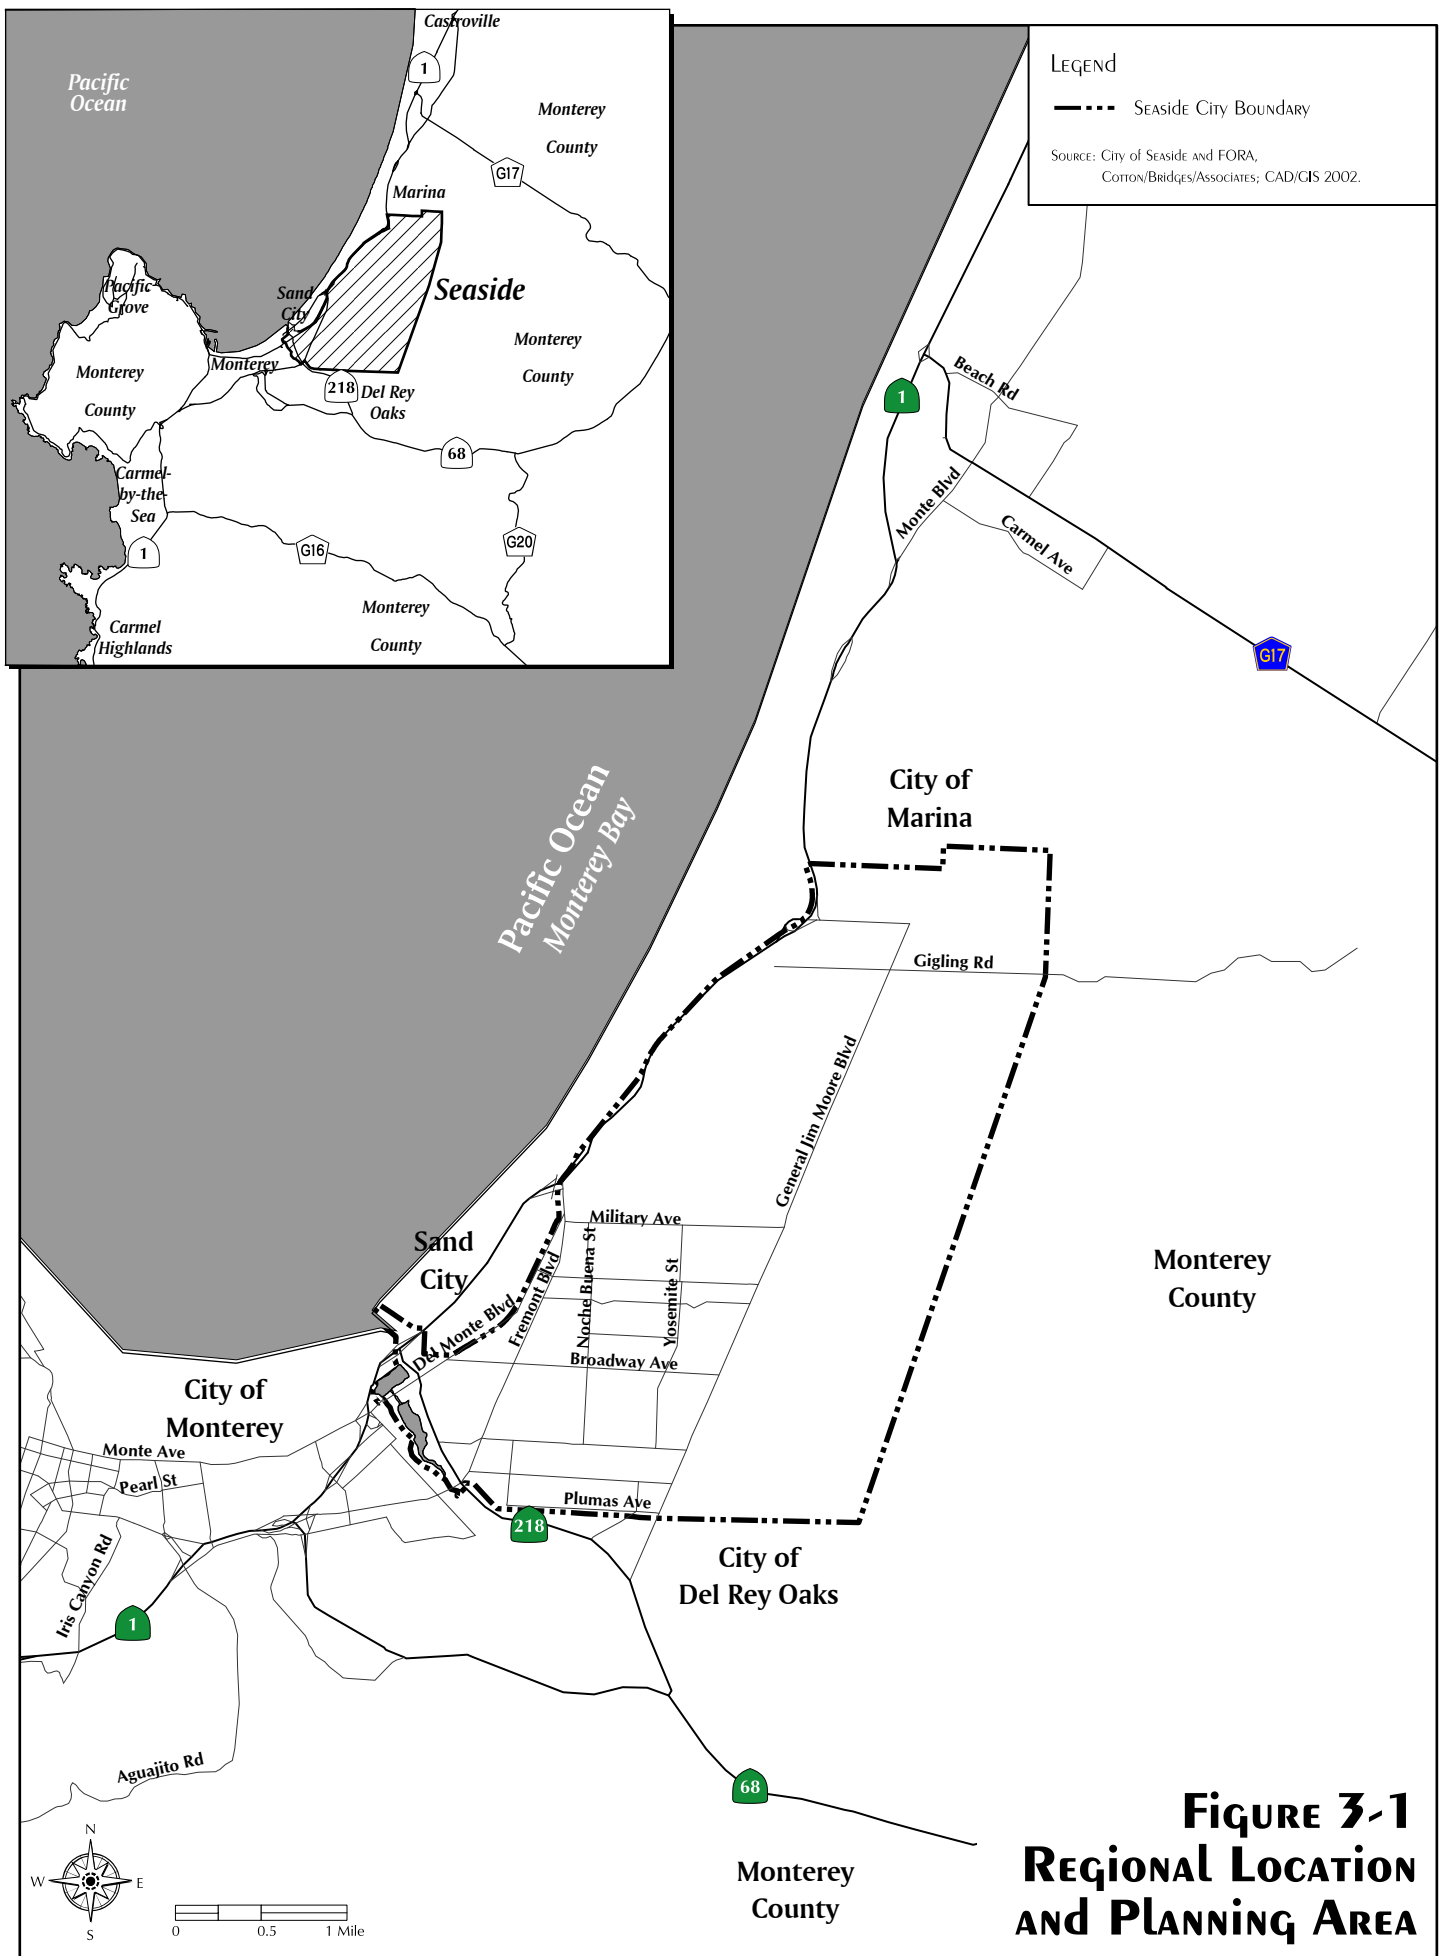 Castroville
1
Pacific
Ocean
Monterey
County
G17
Marina
Seaside
Sand
City
Pacific
Grove
Monterey
County
Monterey
Monterey
County
218
Del Rey
Oaks
68
Carmel-
by-the-
Sea
1
G16
G20
Monterey
County
Carmel
Highlands
Legend
Seaside City Boundary
Source: City of Seaside and FORA,
Cotton/Bridges/Associates; CAD/GIS 2002.
Beach Rd
1
Monte Blvd
Carmel Ave
G17
City of
Marina
Pacific Ocean
Monterey Bay
Gigling Rd
General Jim Moore Blvd
Military Ave
Sand
City
Fremont Blvd
Noche Buena St
Yosemite St
Del Monte Blvd
Broadway Ave
Monterey
County
City of
Monterey
Monte Ave
Pearl St
Plumas Ave
218
City of
Del Rey Oaks
Iris Canyon Rd
1
Aguajito Rd
68
Monterey
County
N
W
E
S
0 0.5 1 Mile
Figure 3-1
Regional Location
and Planning Area